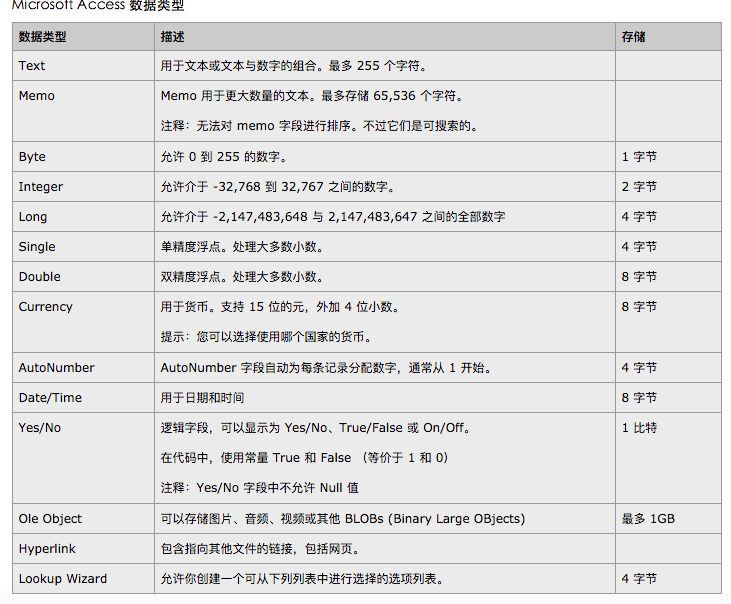 Microsoft Access 数据类型
数据类型 描述 存储
Text 用于文本或文本与数字的组合。最多 255 个字符。
Memo Memo 用于更大数量的文本。最多存储 65,536 个字符。
注释：无法对 memo 字段进行排序。不过它们是可搜索的。
Byte 允许 0 到 255 的数字。 1 字节
Integer 允许介于 -32,768 到 32,767 之间的数字。 2 字节
Long 允许介于 -2,147,483,648 与 2,147,483,647 之间的全部数字 4 字节
Single 单精度浮点。处理大多数小数。 4 字节
Double 双精度浮点。处理大多数小数。 8 字节
Currency 用于货币。支持 15 位的元，外加 4 位小数。 8 字节
提示：您可以选择使用哪个国家的货币。
AutoNumber AutoNumber 字段自动为每条记录分配数字，通常从 1 开始。 4 字节
Date/Time 用于日期和时间 8 字节
Yes/No 逻辑字段，可以显示为 Yes/No、True/False 或 On/Off。 1 比特
在代码中，使用常量 True 和 False （等价于 1 和 0）
注释：Yes/No 字段中不允许 Null 值
Ole Object 可以存储图片、音频、视频或其他 BLOBs (Binary Large OBjects) 最多 1GB
Hyperlink 包含指向其他文件的链接，包括网页。
Lookup Wizard 允许你创建一个可从下列列表中进行选择的选项列表。 4 字节